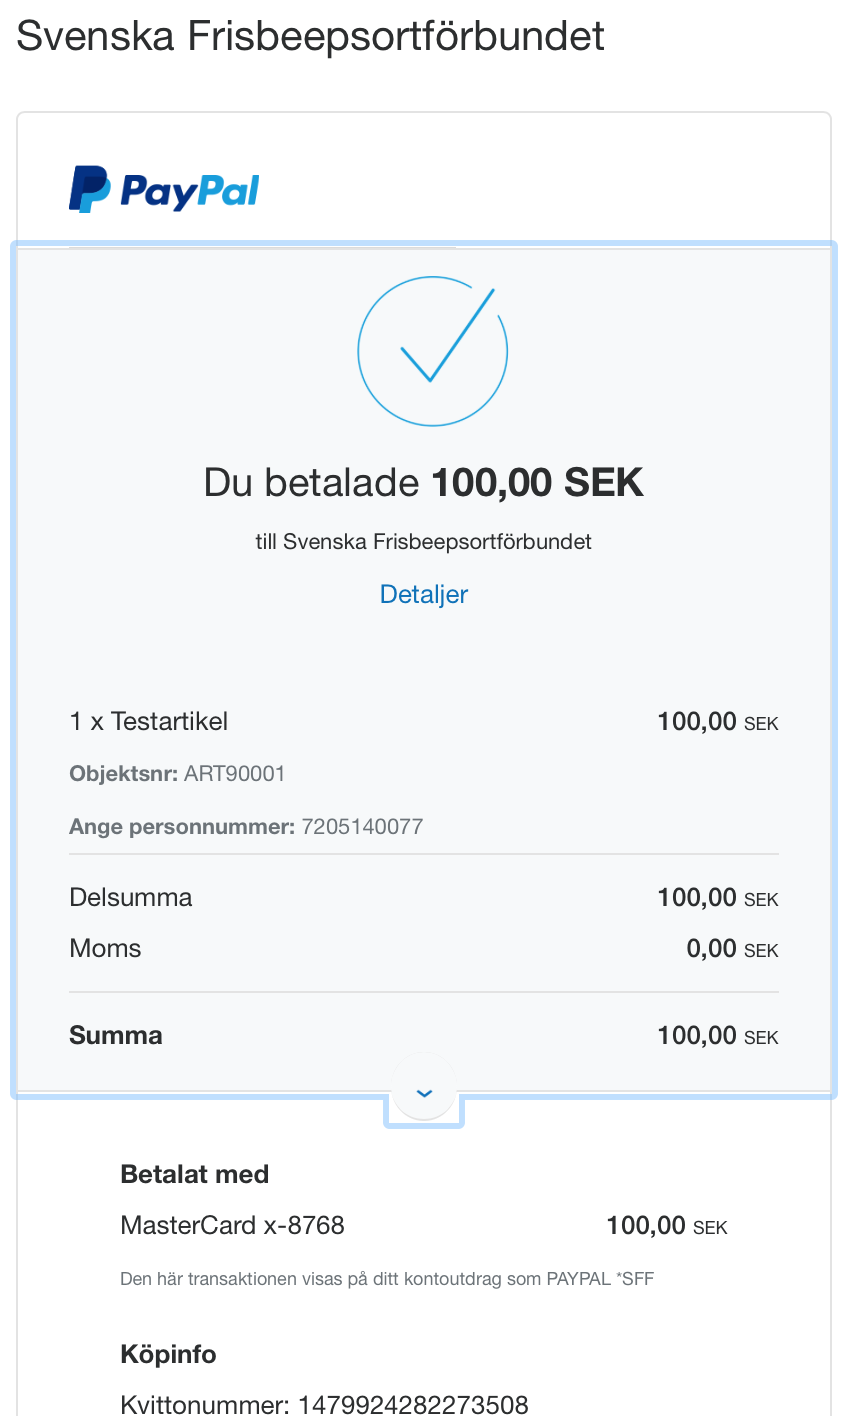 Svenska Frisbeepsortförbundet
PayPal
Du betalade 100,00 SEK
till Svenska Frisbeepsortförbundet
Detaljer
1 x Testartikel 100,00 SEK
Objektsnr: ART90001
Ange personnummer: 7205140077
Delsumma 100,00 SEK
Moms 0,00 SEK
Summa 100,00 SEK
Betalat med
MasterCard x-8768 100,00 SEK
Den här transaktionen visas på ditt kontoutdrag som PAYPAL *SFF
Köpinfo
Kvittonummer: 1479924282273508